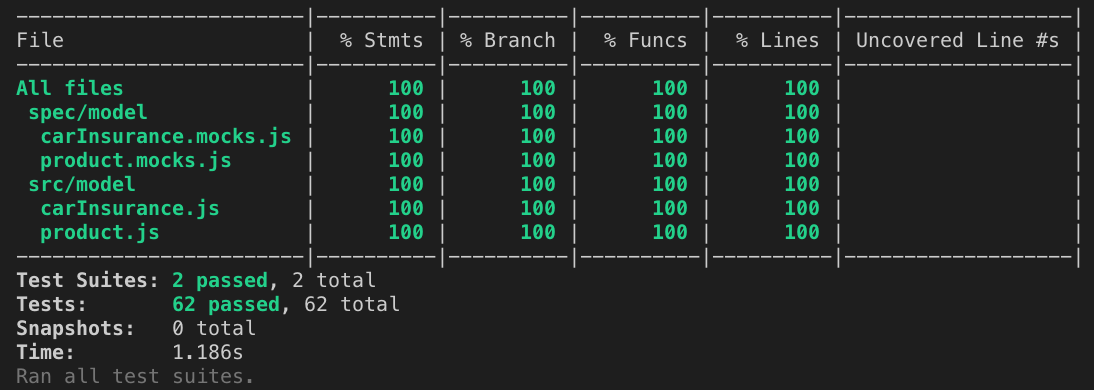 ------------------------|----------|----------|----------|----------|-------------------|
File                    |  % Stmts | % Branch |  % Funcs |  % Lines | Uncovered Line #s |
------------------------|----------|----------|----------|----------|-------------------|
All files               |      100 |      100 |      100 |      100 |                   |
 spec/model             |      100 |      100 |      100 |      100 |                   |
  carInsurance.mocks.js |      100 |      100 |      100 |      100 |                   |
  product.mocks.js      |      100 |      100 |      100 |      100 |                   |
 src/model              |      100 |      100 |      100 |      100 |                   |
  carInsurance.js       |      100 |      100 |      100 |      100 |                   |
  product.js            |      100 |      100 |      100 |      100 |                   |
------------------------|----------|----------|----------|----------|-------------------|
Test Suites: 2 passed, 2 total
Tests:       62 passed, 62 total
Snapshots:   0 total
Time:        1.186s
Ran all test suites.